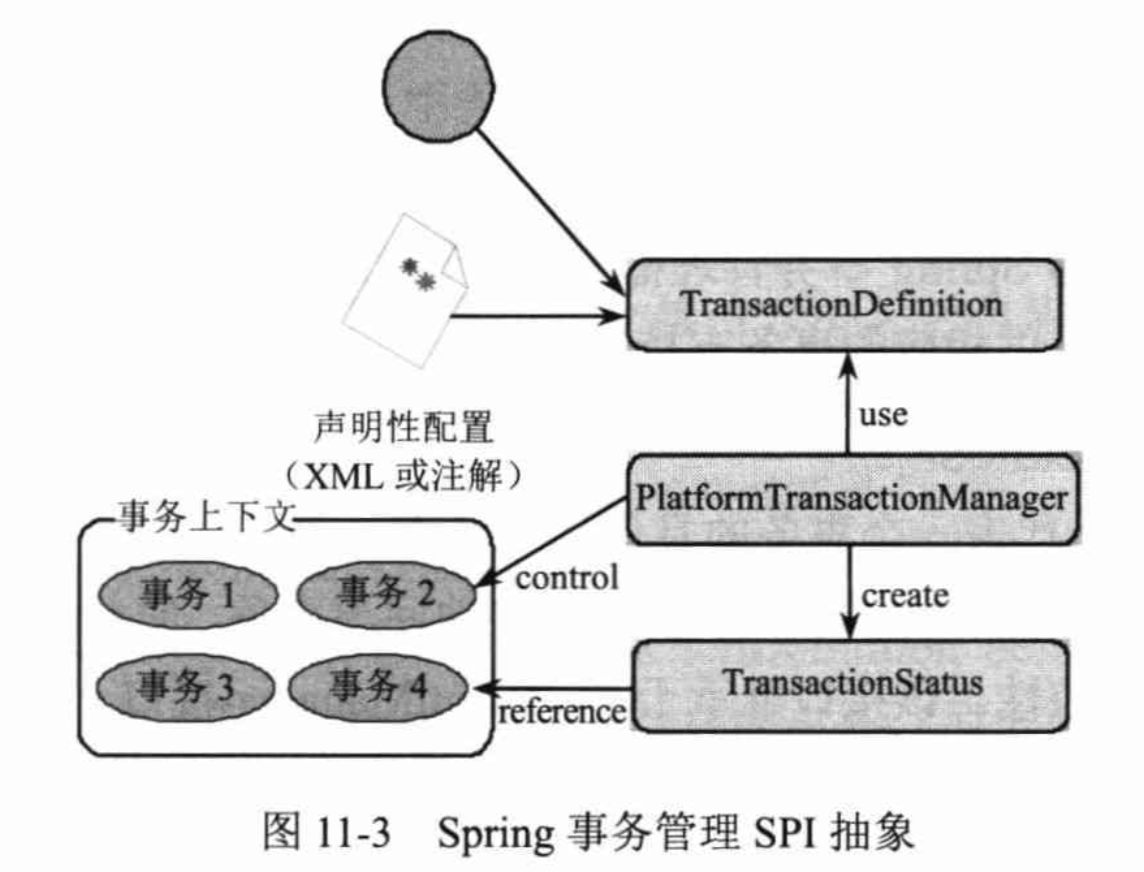 TransactionDefinition
use
声明性配置
（XML 或注解）
PlatformTransactionManager
事务上下文
事务 1
事务 2
control
create
事务 3
事务 4
reference
TransactionStatus
图 11-3 Spring 事务管理 SPI 抽象